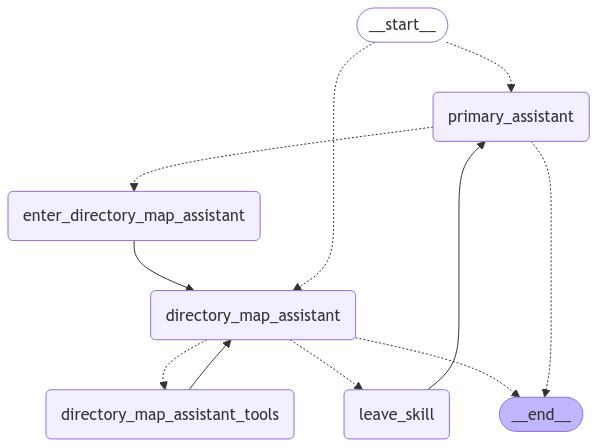 __start__
primary_assistant
enter_directory_map_assistant
directory_map_assistant
directory_map_assistant_tools
leave_skill
__end__